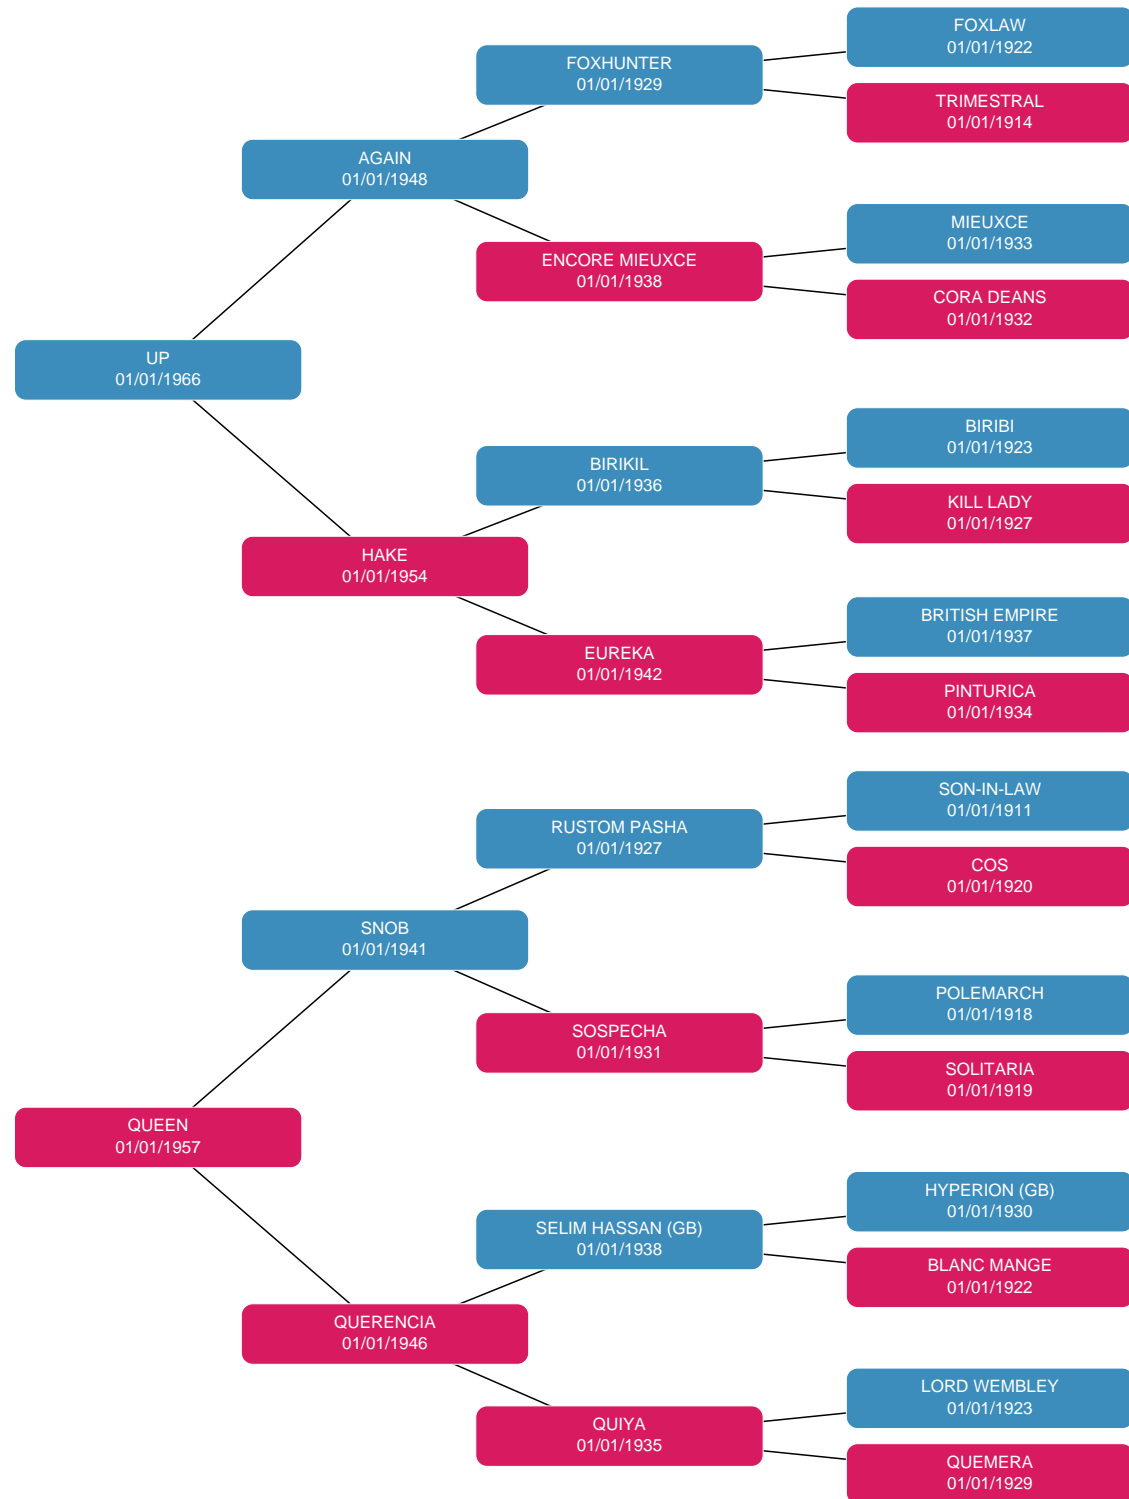 FOXLAW
01/01/1922
FOXHUNTER
01/01/1929
TRIMESTRAL
01/01/1914
AGAIN
01/01/1948
MIEUXCE
01/01/1933
ENCORE MIEUXCE
01/01/1938
CORA DEANS
01/01/1932
UP
01/01/1966
BIRIBI
01/01/1923
BIRIKIL
01/01/1936
KILL LADY
01/01/1927
HAKE
01/01/1954
BRITISH EMPIRE
01/01/1937
EUREKA
01/01/1942
PINTURICA
01/01/1934
SON-IN-LAW
01/01/1911
RUSTOM PASHA
01/01/1927
COS
01/01/1920
SNOB
01/01/1941
POLEMARCH
01/01/1918
SOSPECHA
01/01/1931
SOLITARIA
01/01/1919
QUEEN
01/01/1957
HYPERION (GB)
01/01/1930
SELIM HASSAN (GB)
01/01/1938
BLANC MANGE
01/01/1922
QUERENCIA
01/01/1946
LORD WEMBLEY
01/01/1923
QUIYA
01/01/1935
QUEMERA
01/01/1929